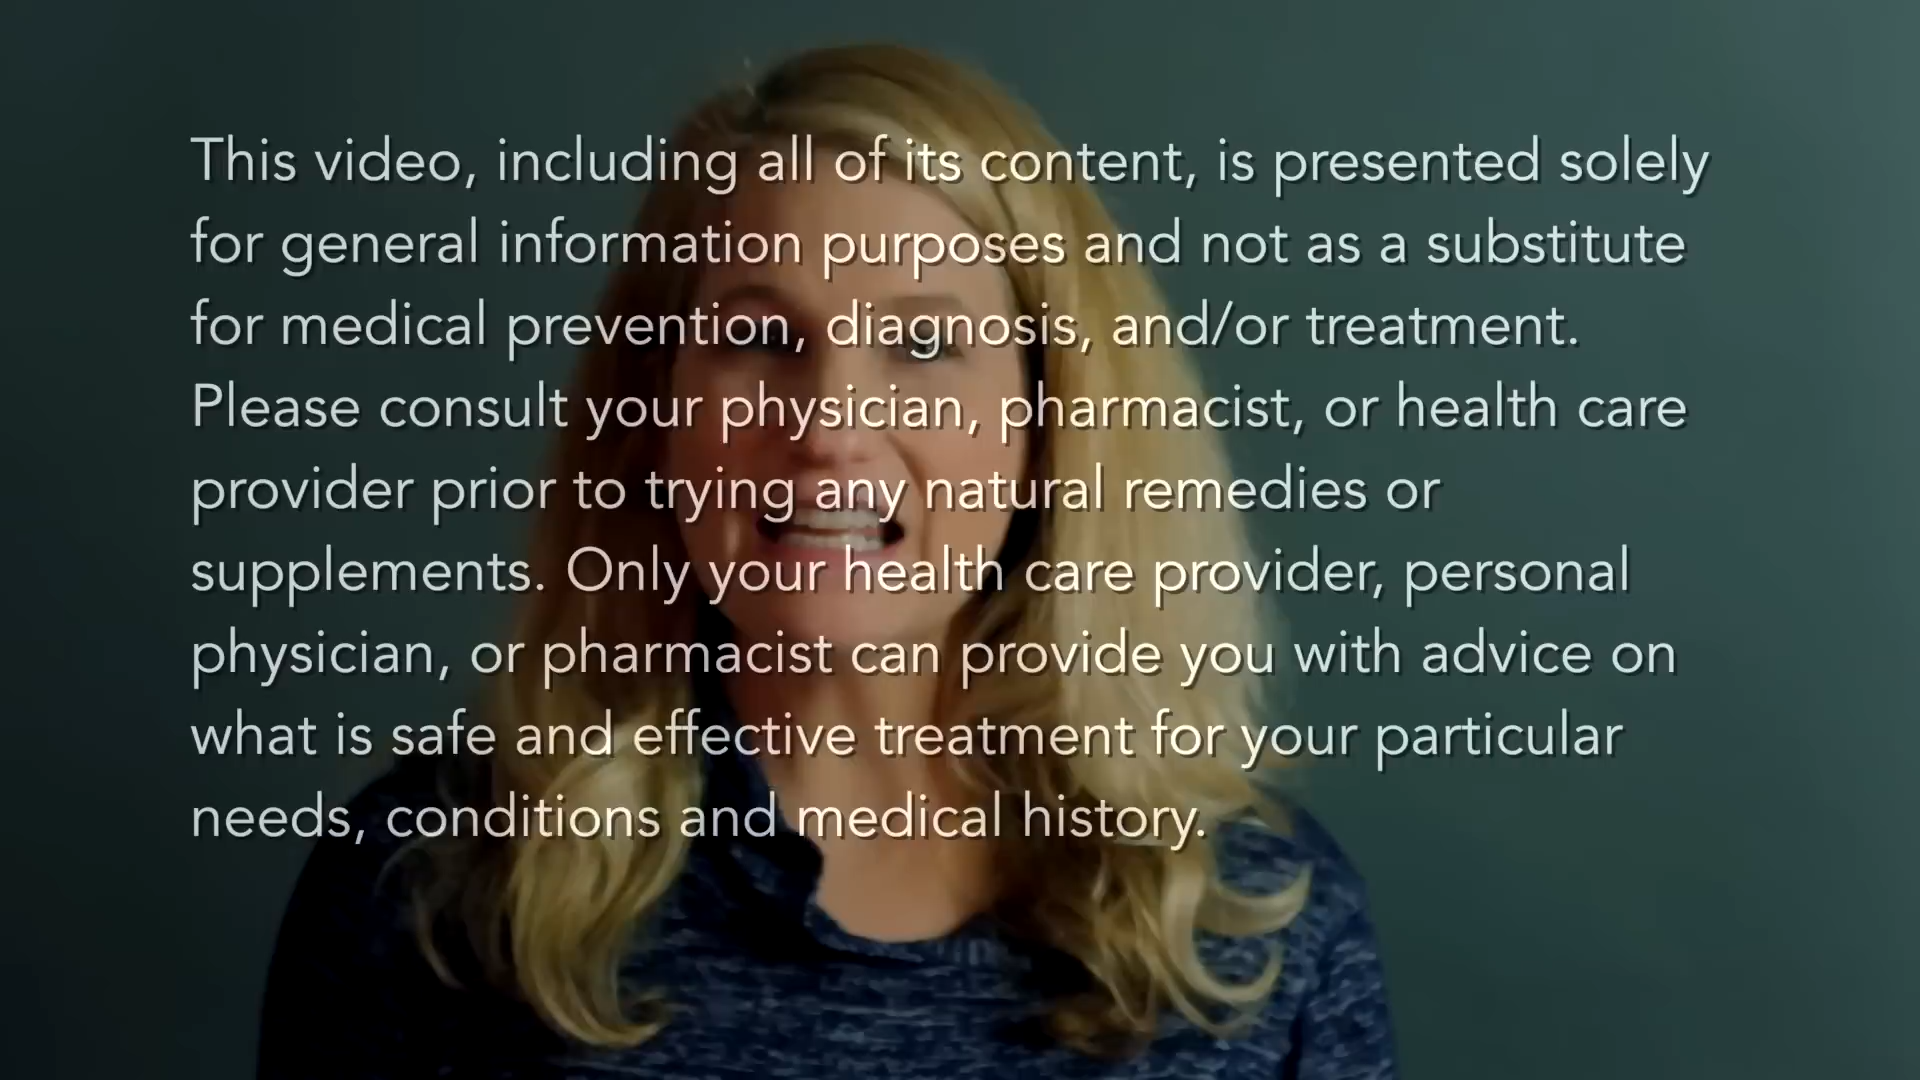 This video, including all of its content, is presented solely
for general information purposes and not as a substitute
for medical prevention, diagnosis, and/or treatment.
Please consult your physician, pharmacist, or health care
provider prior to trying any natural remedies or
supplements. Only your health care provider, personal
physician, or pharmacist can provide you with advice on
what is safe and effective treatment for your particular
needs, conditions and medical history.